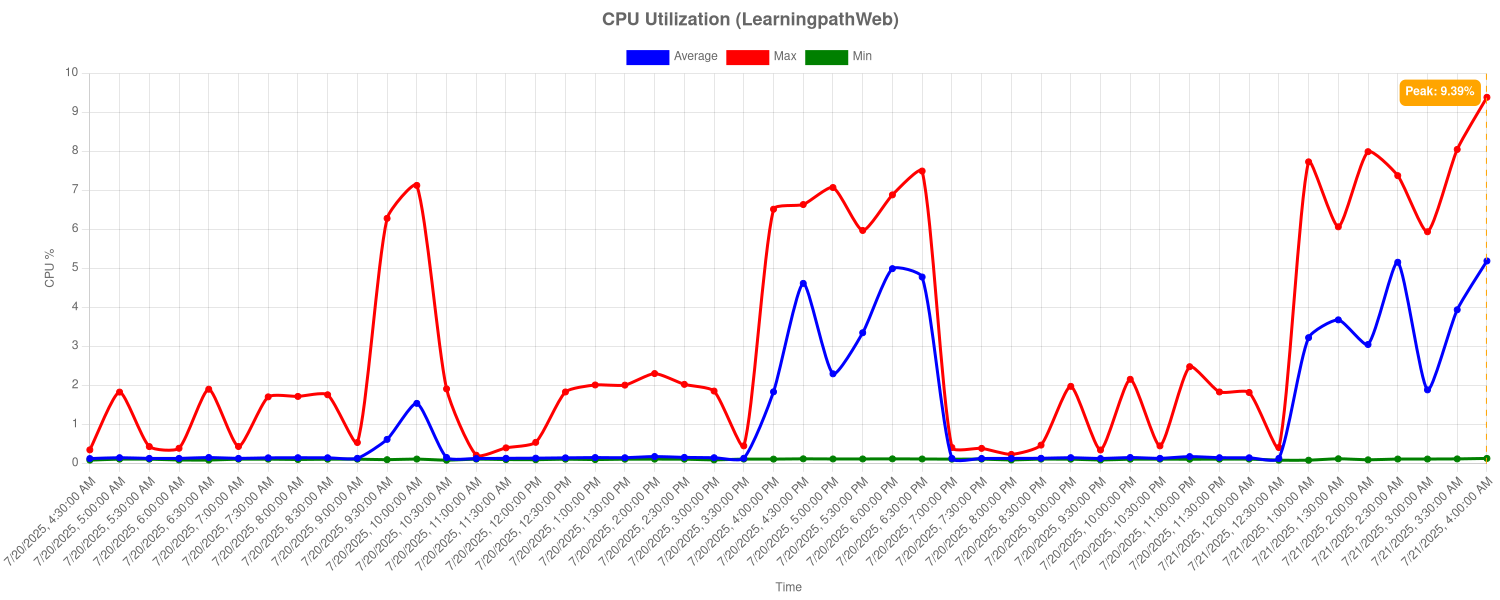 CPU Utilization (LearningpathWeb)
Average Max Min
Peak: 9.39%
10
9
8
7
6
5
4
3
2
1
0
CPU %
7/20/2025, 4:30:00 AM
7/20/2025, 5:00:00 AM
7/20/2025, 5:30:00 AM
7/20/2025, 6:00:00 AM
7/20/2025, 6:30:00 AM
7/20/2025, 7:00:00 AM
7/20/2025, 7:30:00 AM
7/20/2025, 8:00:00 AM
7/20/2025, 8:30:00 AM
7/20/2025, 9:00:00 AM
7/20/2025, 9:30:00 AM
7/20/2025, 10:00:00 AM
7/20/2025, 10:30:00 AM
7/20/2025, 11:00:00 AM
7/20/2025, 11:30:00 AM
7/20/2025, 12:00:00 PM
7/20/2025, 12:30:00 PM
7/20/2025, 1:00:00 PM
7/20/2025, 1:30:00 PM
7/20/2025, 2:00:00 PM
7/20/2025, 2:30:00 PM
7/20/2025, 3:00:00 PM
7/20/2025, 3:30:00 PM
7/20/2025, 4:00:00 PM
7/20/2025, 4:30:00 PM
7/20/2025, 5:00:00 PM
7/20/2025, 5:30:00 PM
7/20/2025, 6:00:00 PM
7/20/2025, 6:30:00 PM
7/20/2025, 7:00:00 PM
7/20/2025, 7:30:00 PM
7/20/2025, 8:00:00 PM
7/20/2025, 8:30:00 PM
7/20/2025, 9:00:00 PM
7/20/2025, 9:30:00 PM
7/20/2025, 10:00:00 PM
7/20/2025, 10:30:00 PM
7/20/2025, 11:00:00 PM
7/20/2025, 11:30:00 PM
7/21/2025, 12:00:00 AM
7/21/2025, 12:30:00 AM
7/21/2025, 1:00:00 AM
7/21/2025, 1:30:00 AM
7/21/2025, 2:00:00 AM
7/21/2025, 2:30:00 AM
7/21/2025, 3:00:00 AM
7/21/2025, 3:30:00 AM
7/21/2025, 4:00:00 AM
Time